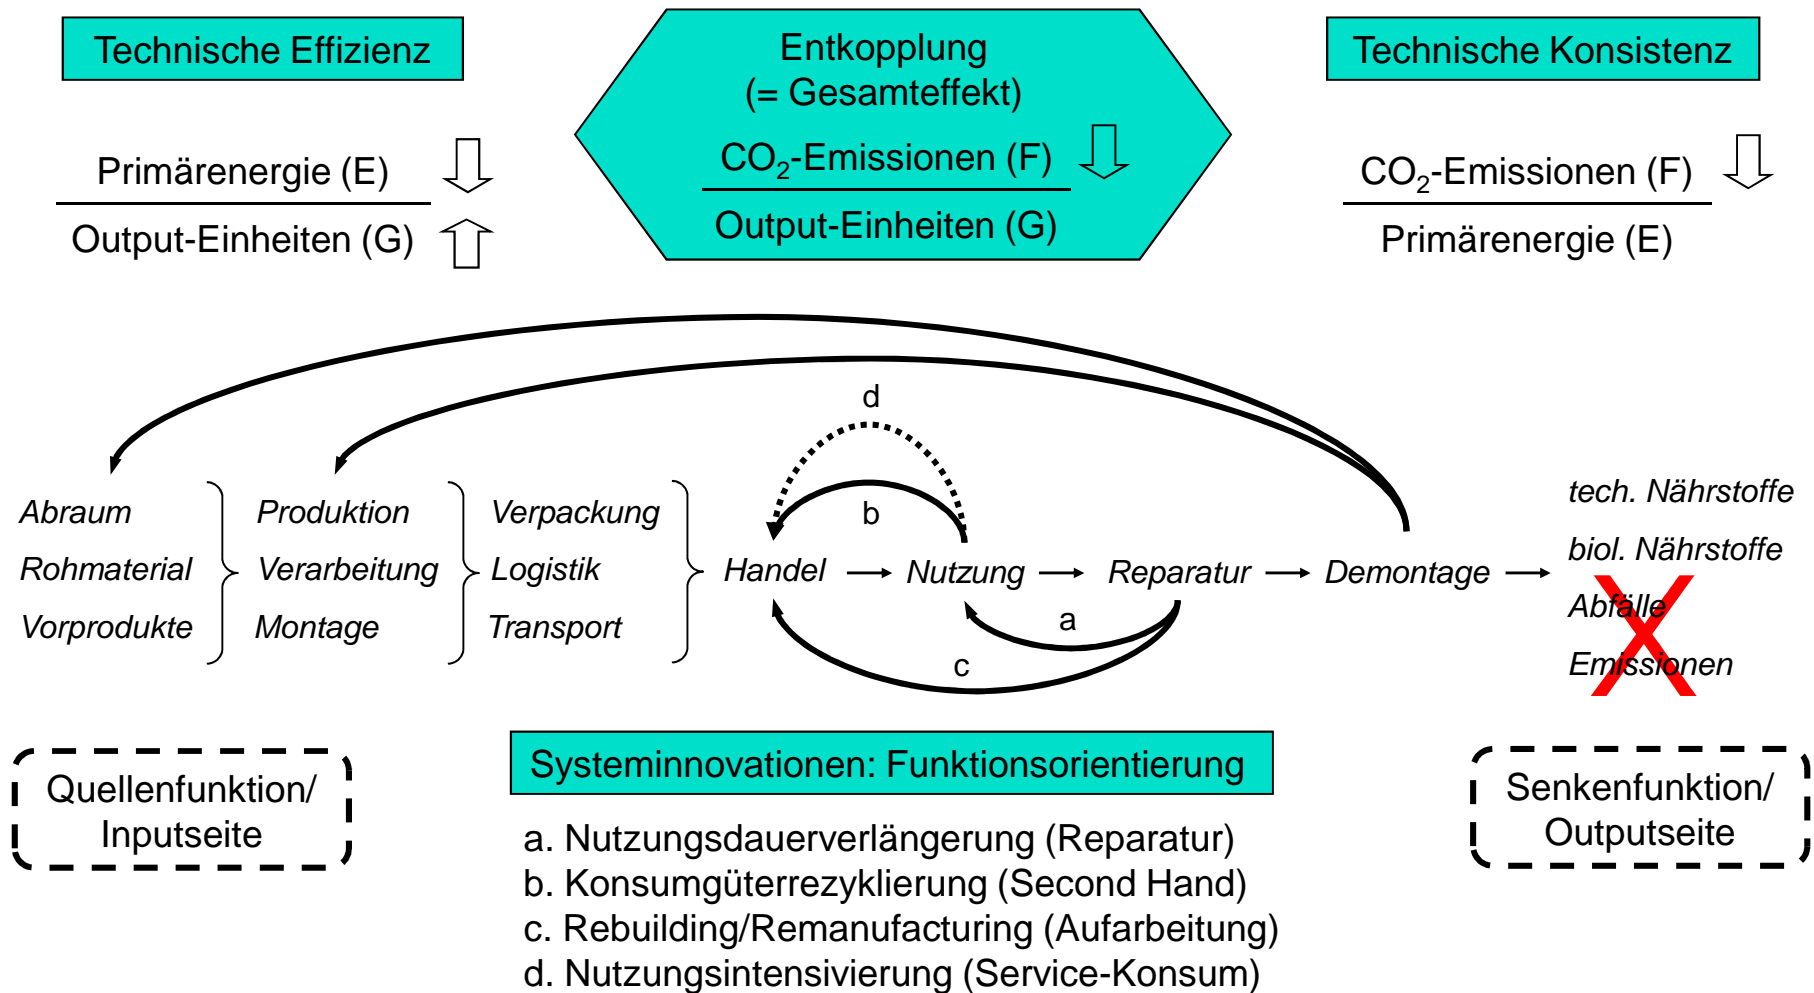 Technische Effizienz
Primärenergie (E)
Output-Einheiten (G)
Entkopplung
(= Gesamteffekt)
CO₂-Emissionen (F)
Output-Einheiten (G)
Technische Konsistenz
CO₂-Emissionen (F)
Primärenergie (E)
d
b
a
c
Abraum
Rohmaterial
Vorprodukte
Produktion
Verarbeitung
Montage
Verpackung
Logistik
Transport
Handel
Nutzung
Reparatur
Demontage
tech. Nährstoffe
biol. Nährstoffe
Abfälle
Emissionen
Quellenfunktion/
Inputseite
Systeminnovationen: Funktionsorientierung
a. Nutzungsdauerverlängerung (Reparatur)
b. Konsumgüterrezyklierung (Second Hand)
c. Rebuilding/Remanufacturing (Aufarbeitung)
d. Nutzungsintensivierung (Service-Konsum)
Senkenfunktion/
Outputseite